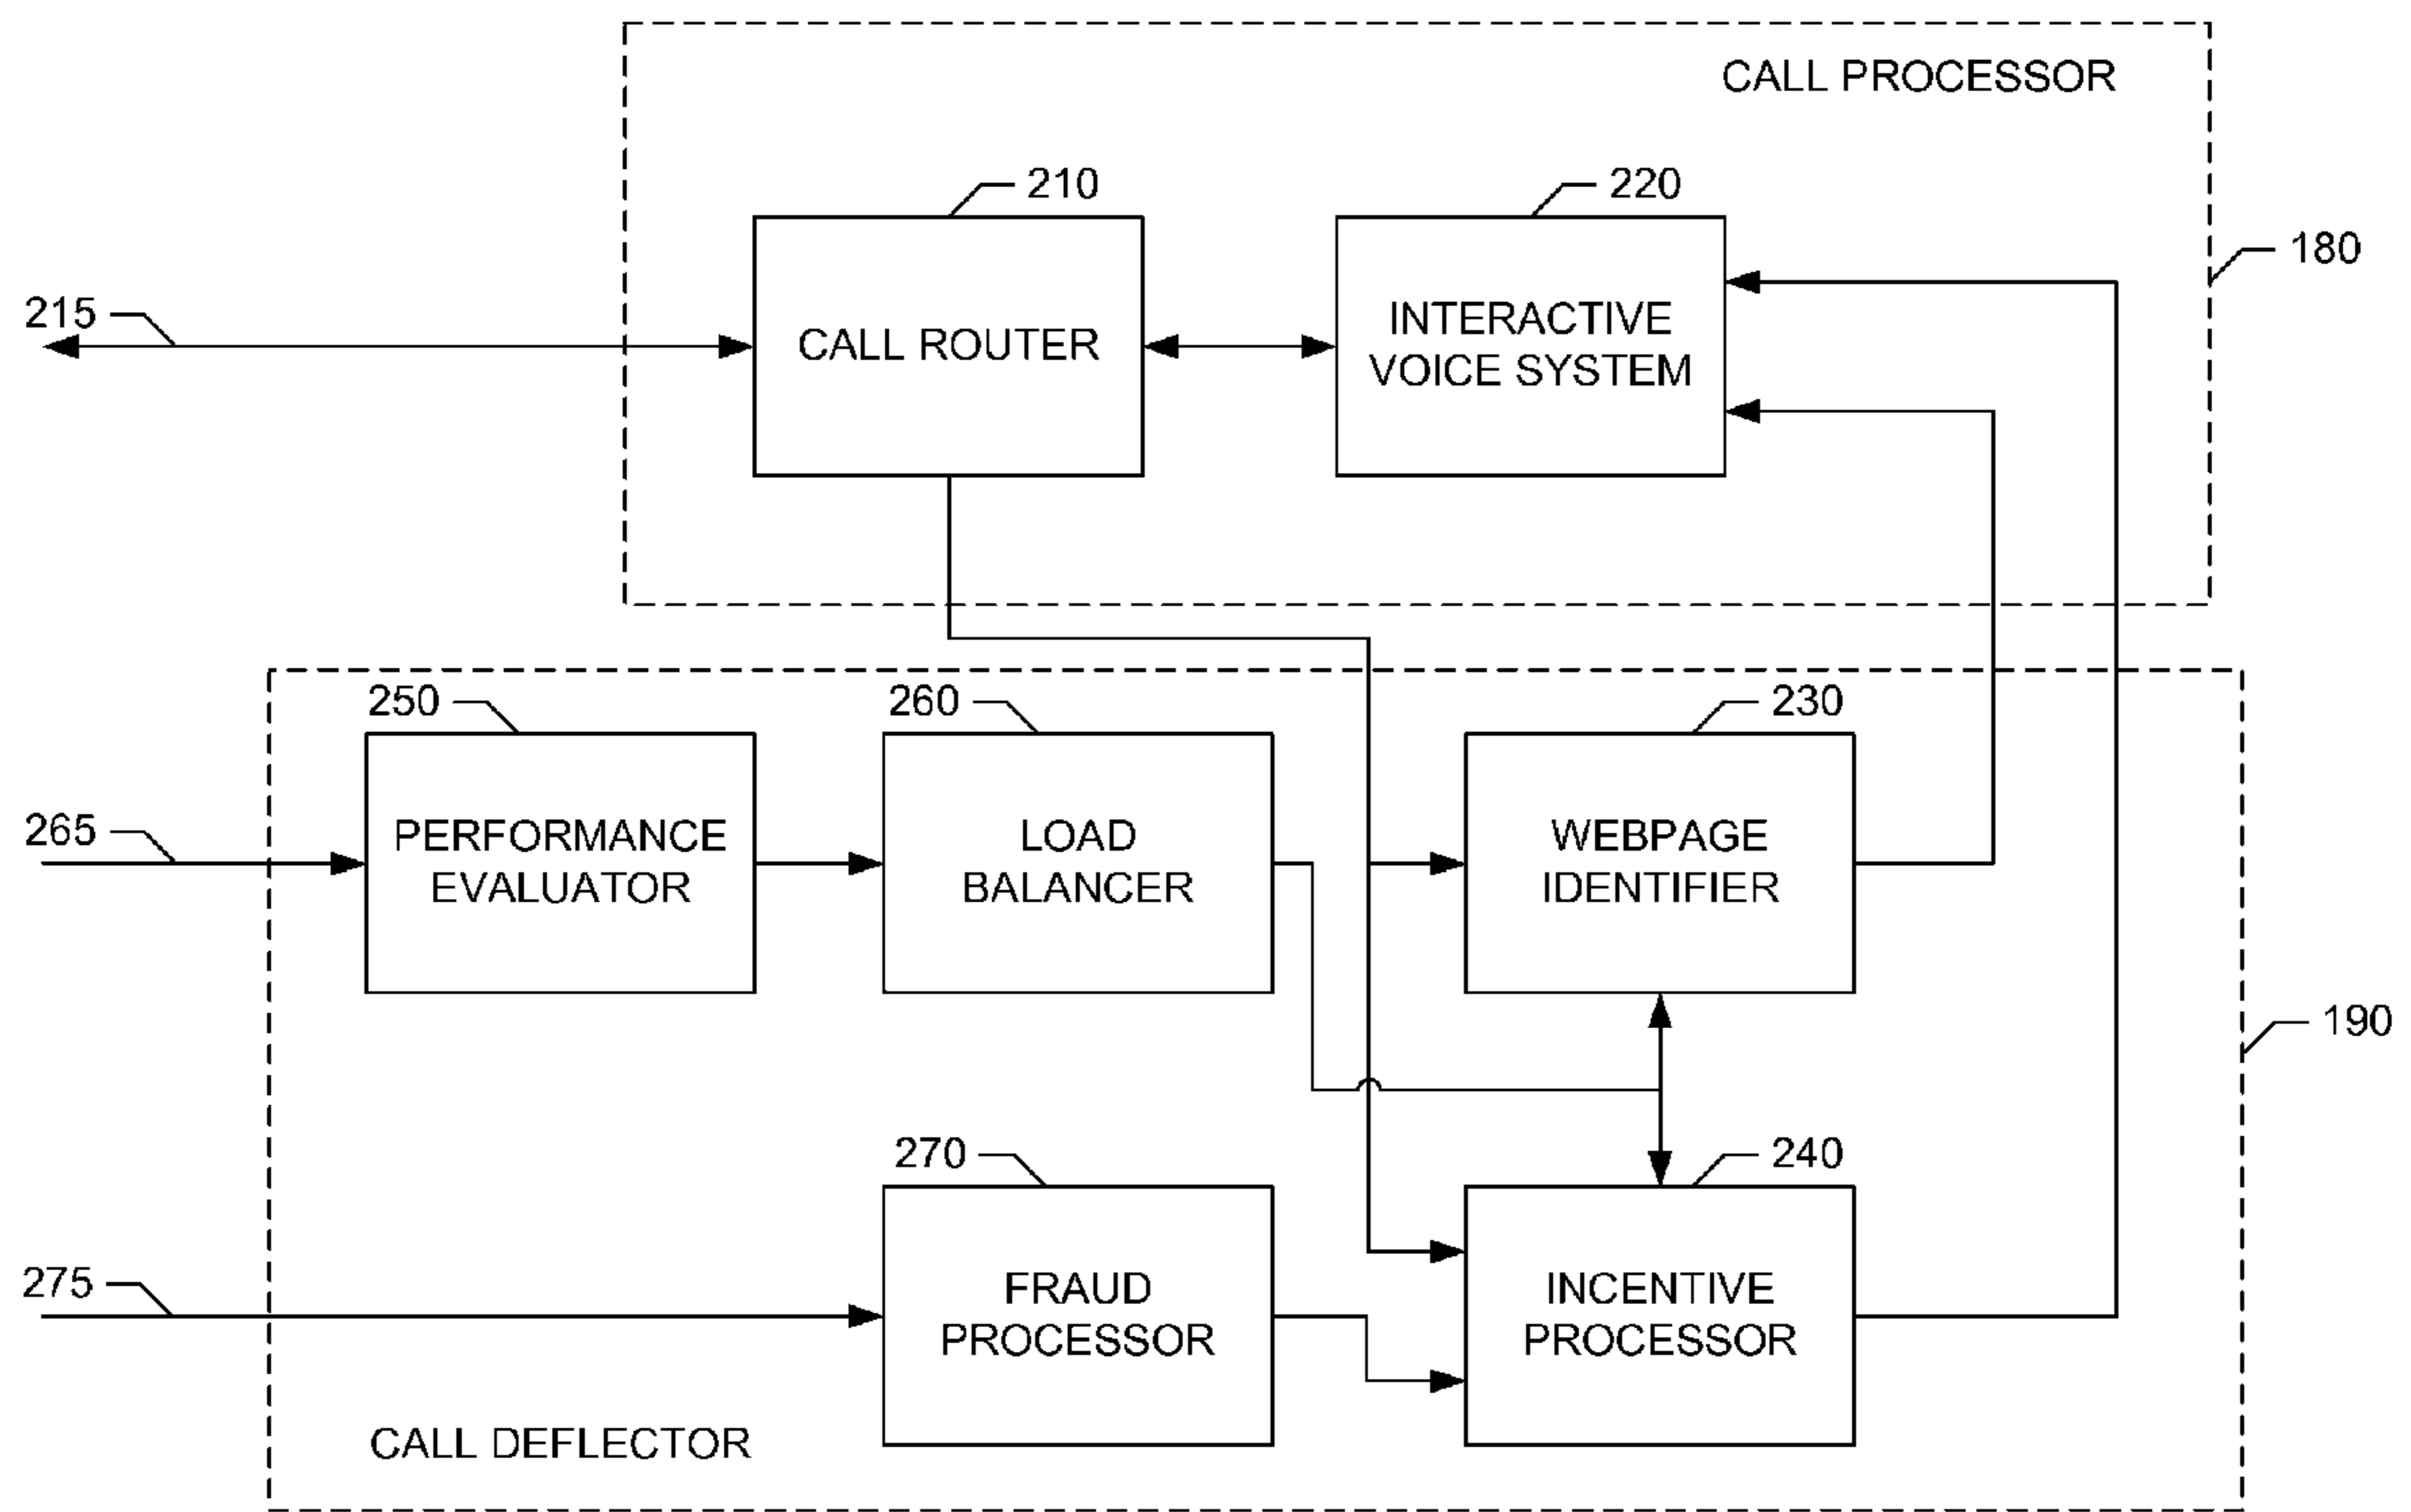 CALL PROCESSOR
210
220
180
215
CALL ROUTER
INTERACTIVE
VOICE SYSTEM
250
260
230
265
PERFORMANCE
EVALUATOR
LOAD
BALANCER
WEBPAGE
IDENTIFIER
190
270
240
275
FRAUD
PROCESSOR
INCENTIVE
PROCESSOR
CALL DEFLECTOR